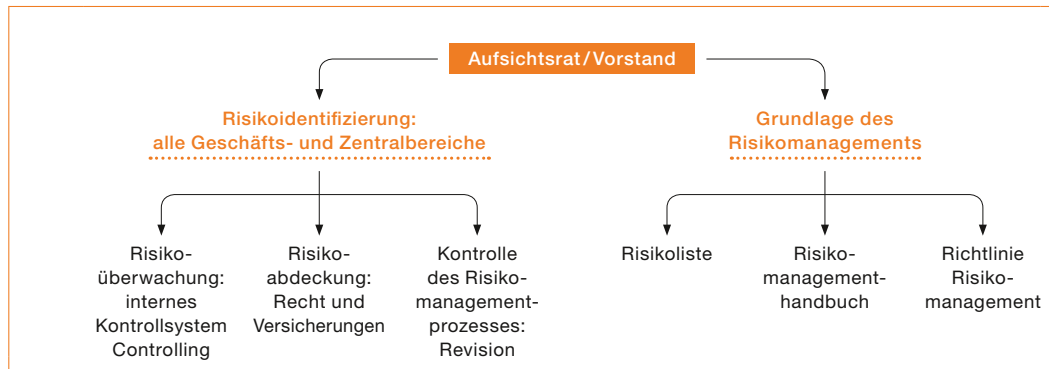 Aufsichtsrat/Vorstand
Risikoidentifizierung:
alle Geschäfts- und Zentralbereiche
Grundlage des
Risikomanagements
Risiko-
überwachung:
internes
Kontrollsystem
Controlling
Risiko-
abdeckung:
Recht und
Versicherungen
Kontrolle
des Risiko-
management-
prozesses:
Revision
Risikoliste
Risiko-
management-
handbuch
Richtlinie
Risiko-
management